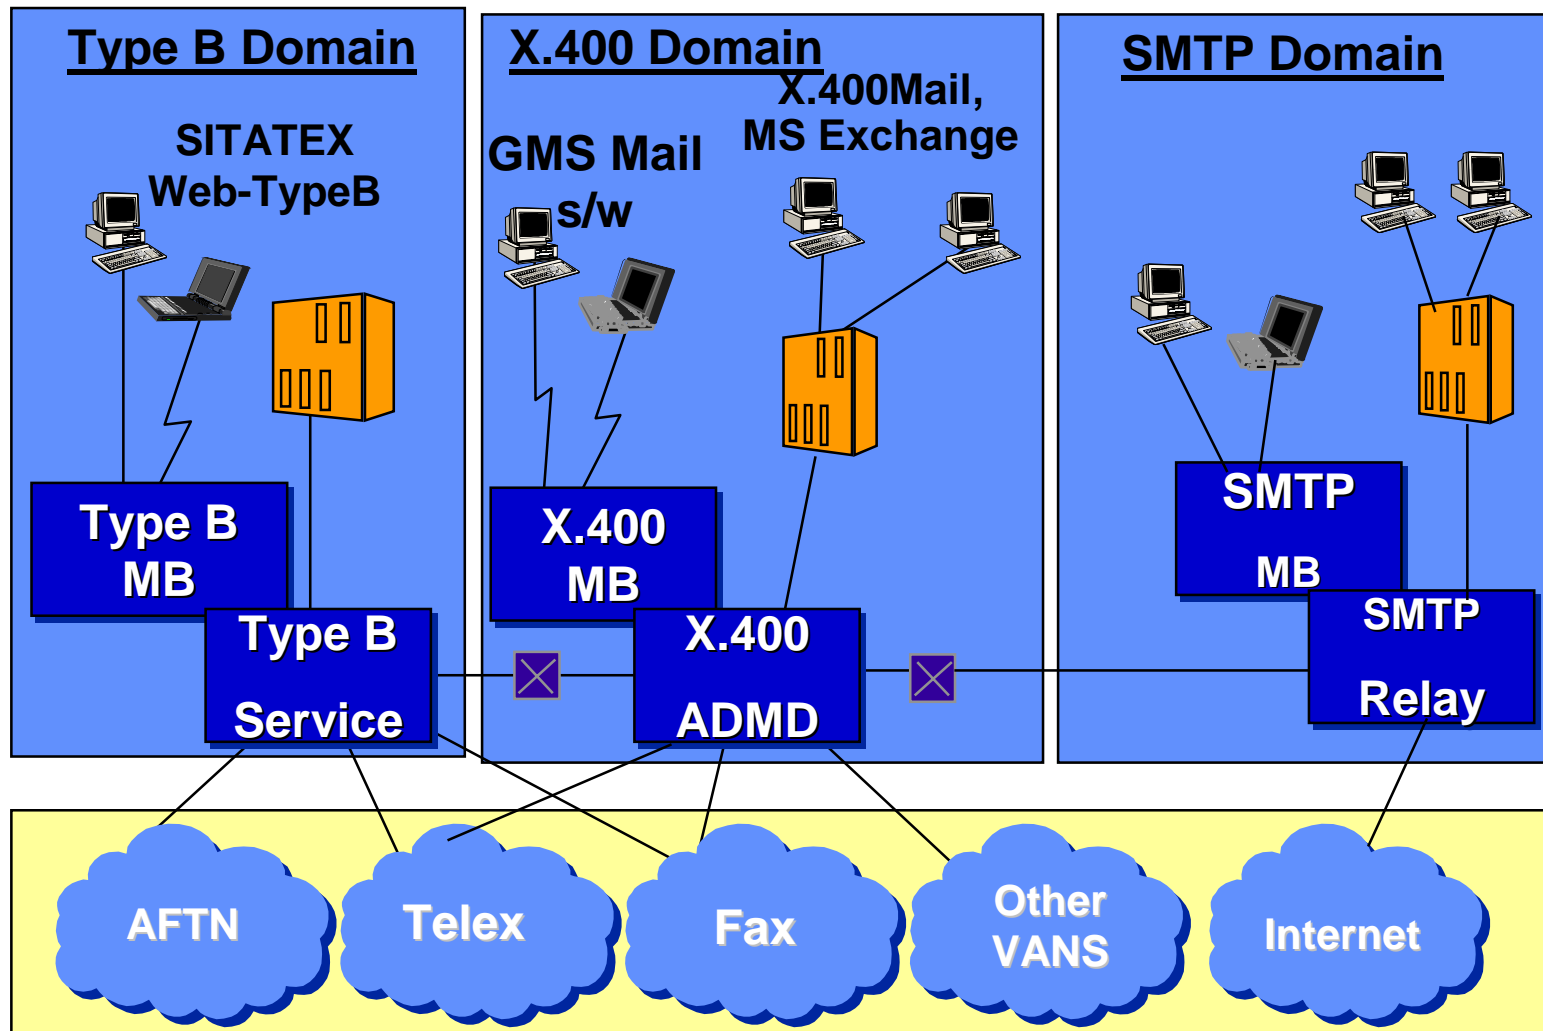 Type B Domain
SITATEX
Web-TypeB
Type B
MB
Type B
Service
X.400 Domain
X.400Mail,
MS Exchange
GMS Mail
s/w
X.400
MB
X.400
ADMD
SMTP Domain
SMTP
MB
SMTP
Relay
AFTN
Telex
Fax
Other
VANS
Internet